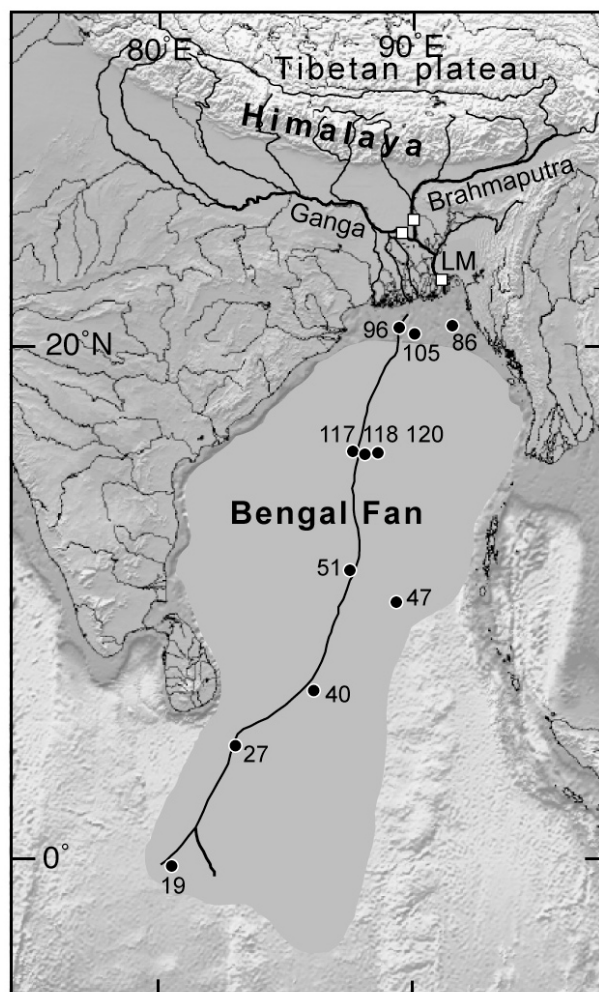 80°E 90°E
Tibetan plateau
Himalaya
Brahmaputra
Ganga
LM
20°N
96 105 86
117 118 120
Bengal Fan
51
47
40
27
0°
19